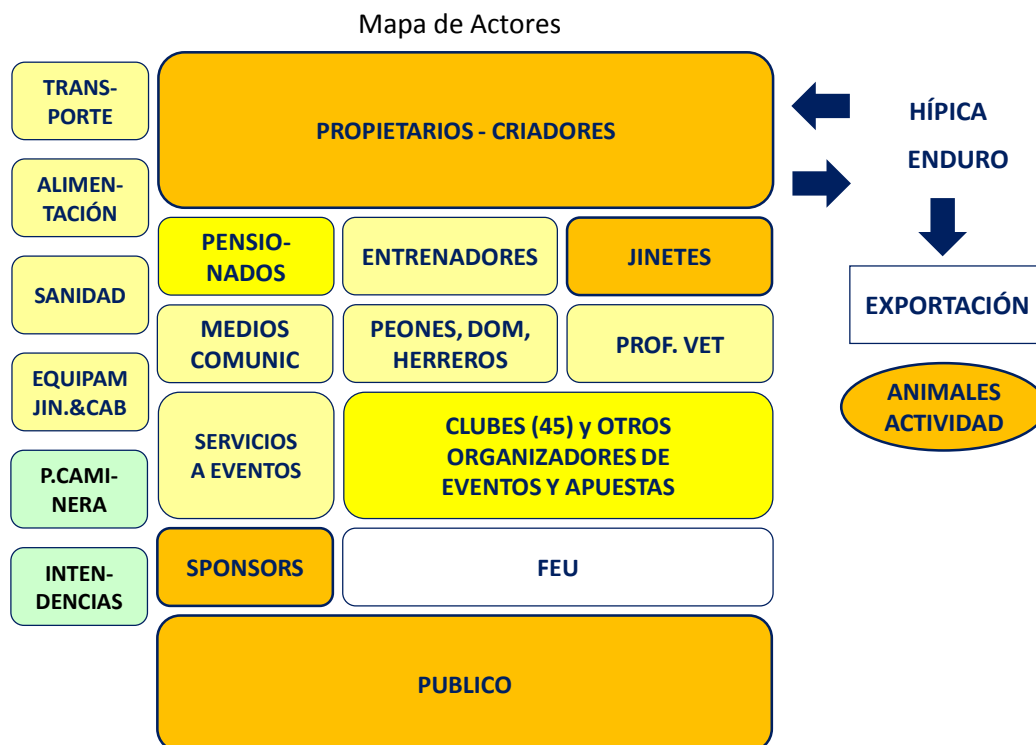 Mapa de Actores
TRANS-
PORTE
ALIMEN-
TACIÓN
SANIDAD
EQUIPAM
JIN.&CAB
P.CAMI-
NERA
INTEN-
DENCIAS
PROPIETARIOS - CRIADORES
PENSIO-
NADOS
ENTRENADORES
JINETES
MEDIOS
COMUNIC
PEONES, DOM,
HERREROS
PROF. VET
SERVICIOS
A EVENTOS
CLUBES (45) y OTROS
ORGANIZADORES DE
EVENTOS Y APUESTAS
SPONSORS
FEU
PUBLICO
HÍPICA
ENDURO
EXPORTACIÓN
ANIMALES
ACTIVIDAD